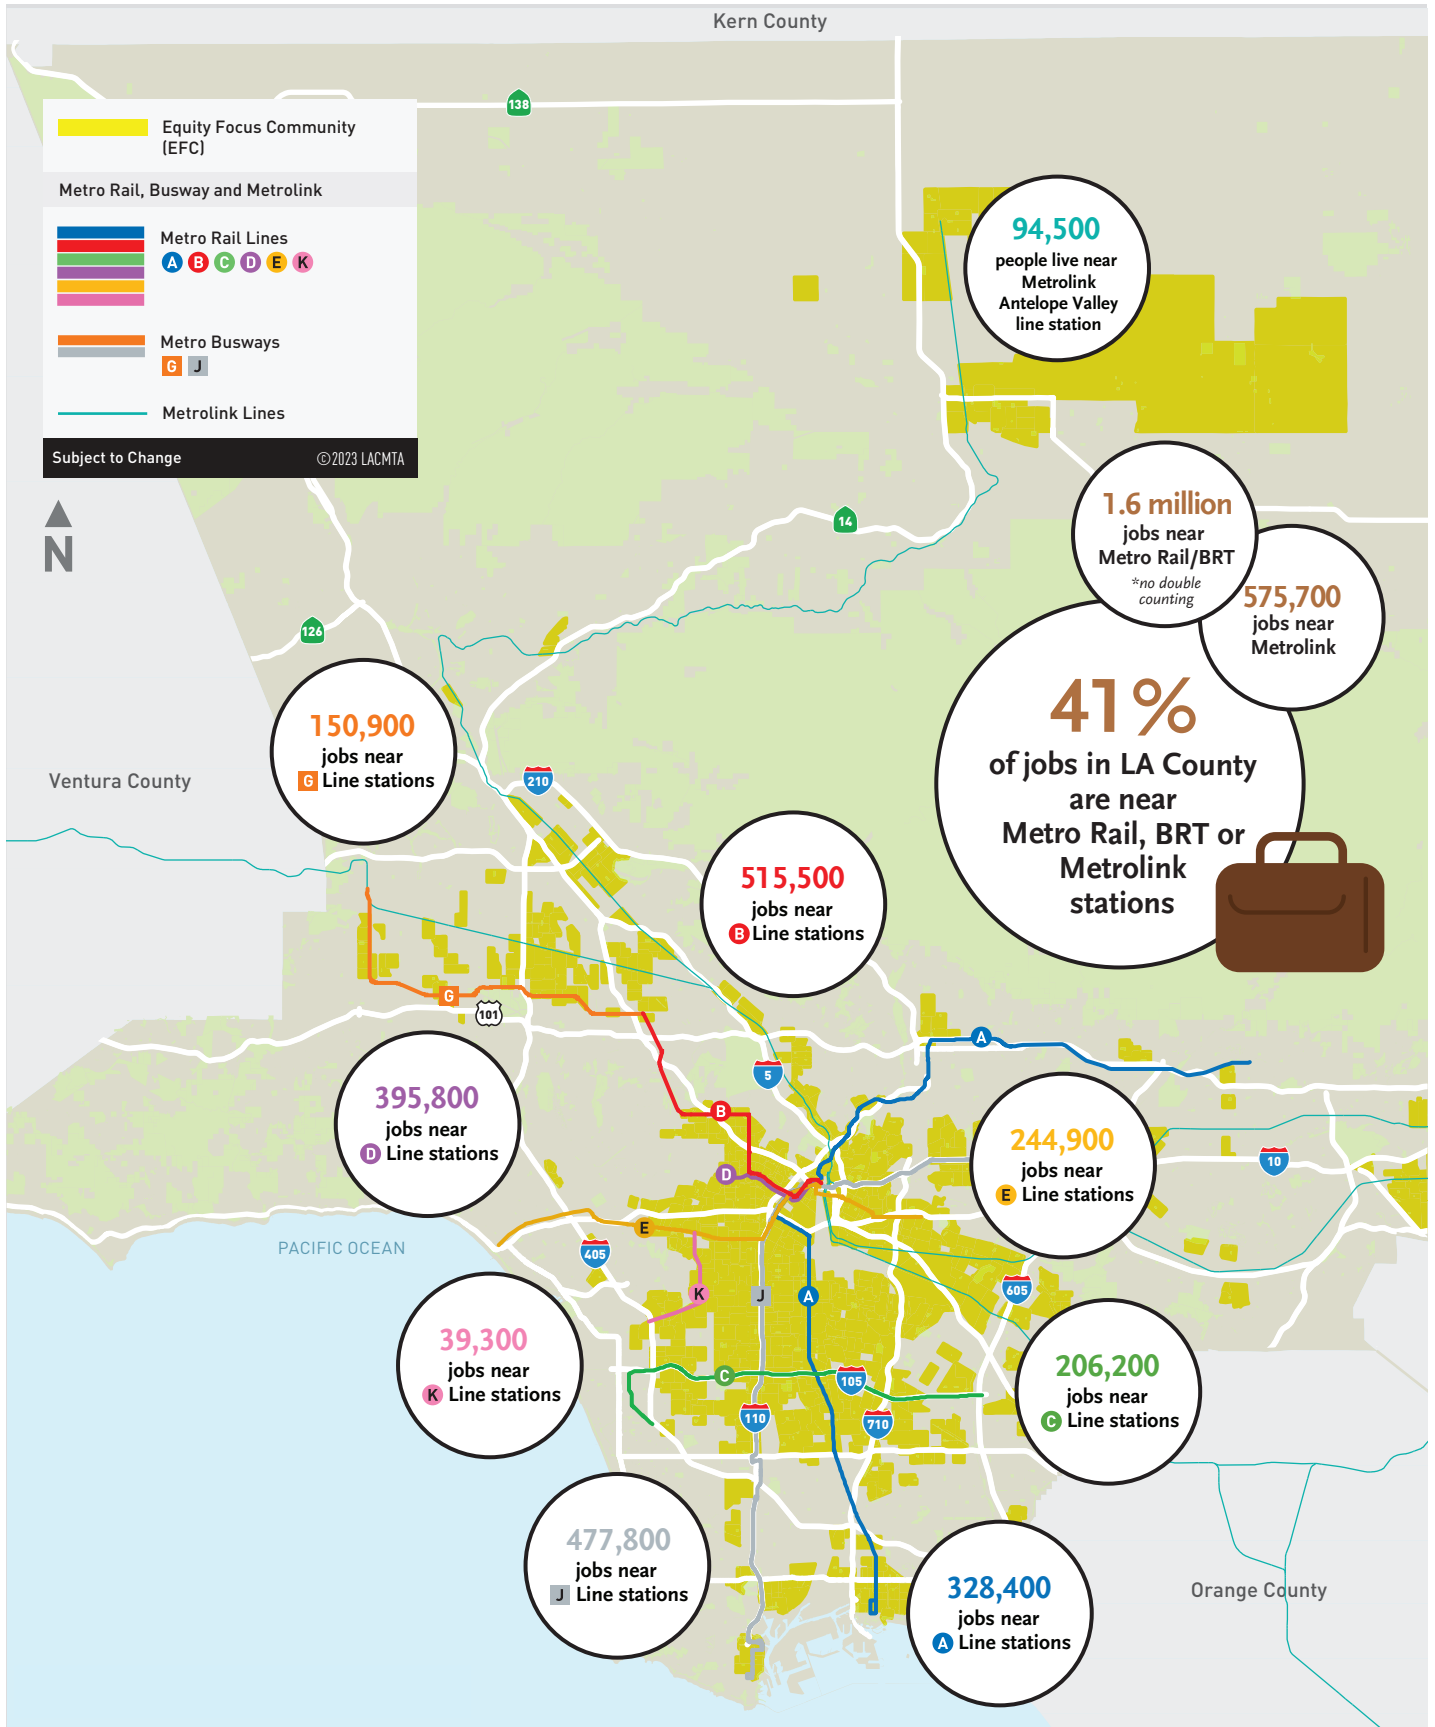 Kern County
138
Equity Focus Community
(EFC)
Metro Rail, Busway and Metrolink
Metro Rail Lines
A B C D E K
Metro Busways
G J
Metrolink Lines
Subject to Change ©2023 LACMTA
N
94,500
people live near
Metrolink
Antelope Valley
line station
14
126
1.6 million
jobs near
Metro Rail/BRT
*no double
counting
575,700
jobs near
Metrolink
41%
of jobs in LA County
are near
Metro Rail, BRT or
Metrolink
stations
150,900
jobs near
G Line stations
Ventura County
210
515,500
jobs near
B Line stations
G
101
A
5
395,800
jobs near
D Line stations
B
D
244,900
jobs near
E Line stations
10
E
PACIFIC OCEAN
405
605
K
J
A
39,300
jobs near
K Line stations
C
105
206,200
jobs near
C Line stations
110
710
477,800
jobs near
J Line stations
328,400
jobs near
A Line stations
Orange County